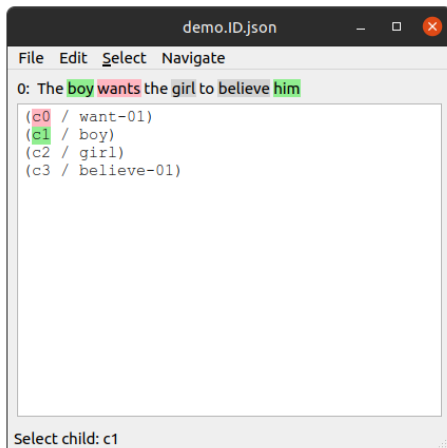 demo.ID.json
File Edit Select Navigate
0: The boy wants the girl to believe him
(c0 / want-01)
(c1 / boy)
(c2 / girl)
(c3 / believe-01)
Select child: c1